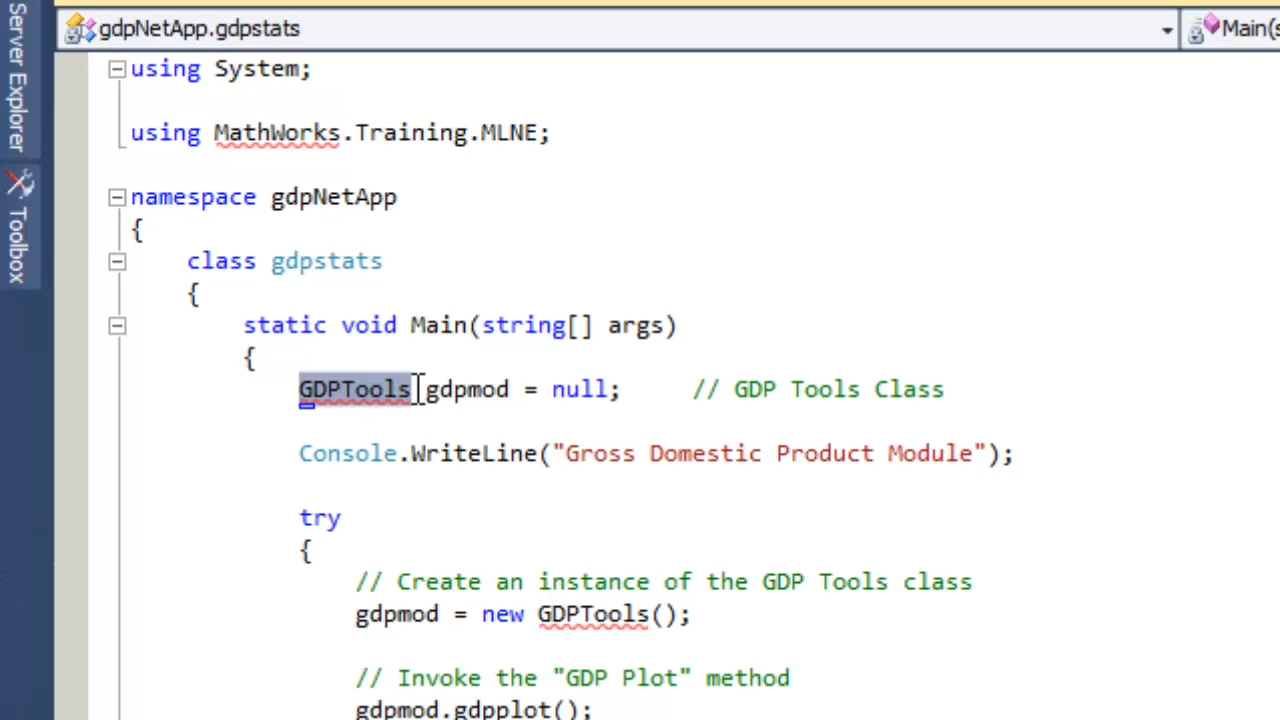 Server Explorer
Toolbox
gdpNetApp.gdpstats
Main(s
using System;
using MathWorks.Training.MLNE;
namespace gdpNetApp
{
class gdpstats
{
static void Main(string[] args)
{
GDPTools gdpmod = null; // GDP Tools Class
Console.WriteLine("Gross Domestic Product Module");
try
{
// Create an instance of the GDP Tools class
gdpmod = new GDPTools();
// Invoke the "GDP Plot" method
gdpmod.gdpplot();